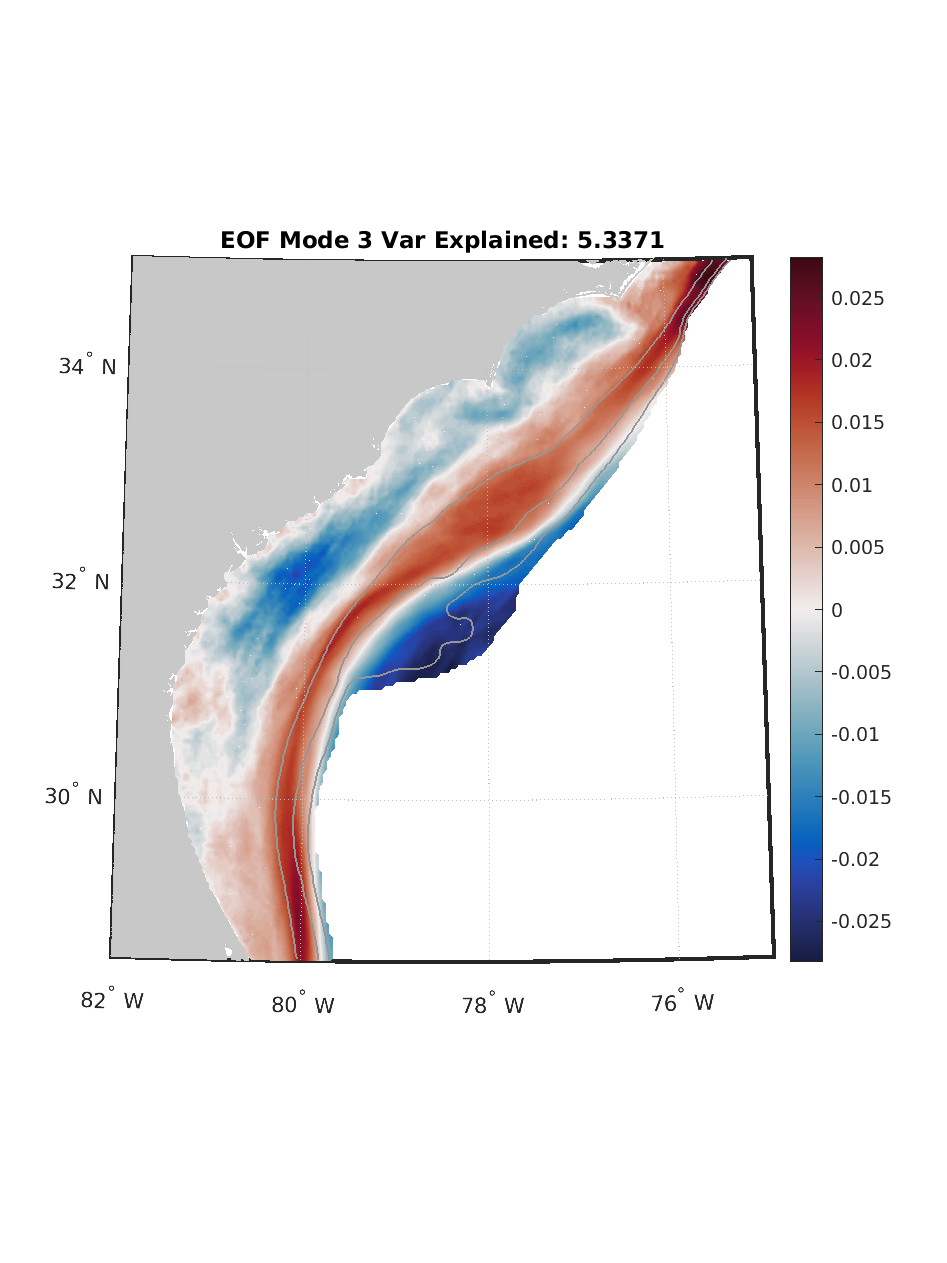 EOF Mode 3 Var Explained: 5.3371
34° N
32° N
30° N
82° W
80° W
78° W
76° W
0.025
0.02
0.015
0.01
0.005
0
-0.005
-0.01
-0.015
-0.02
-0.025